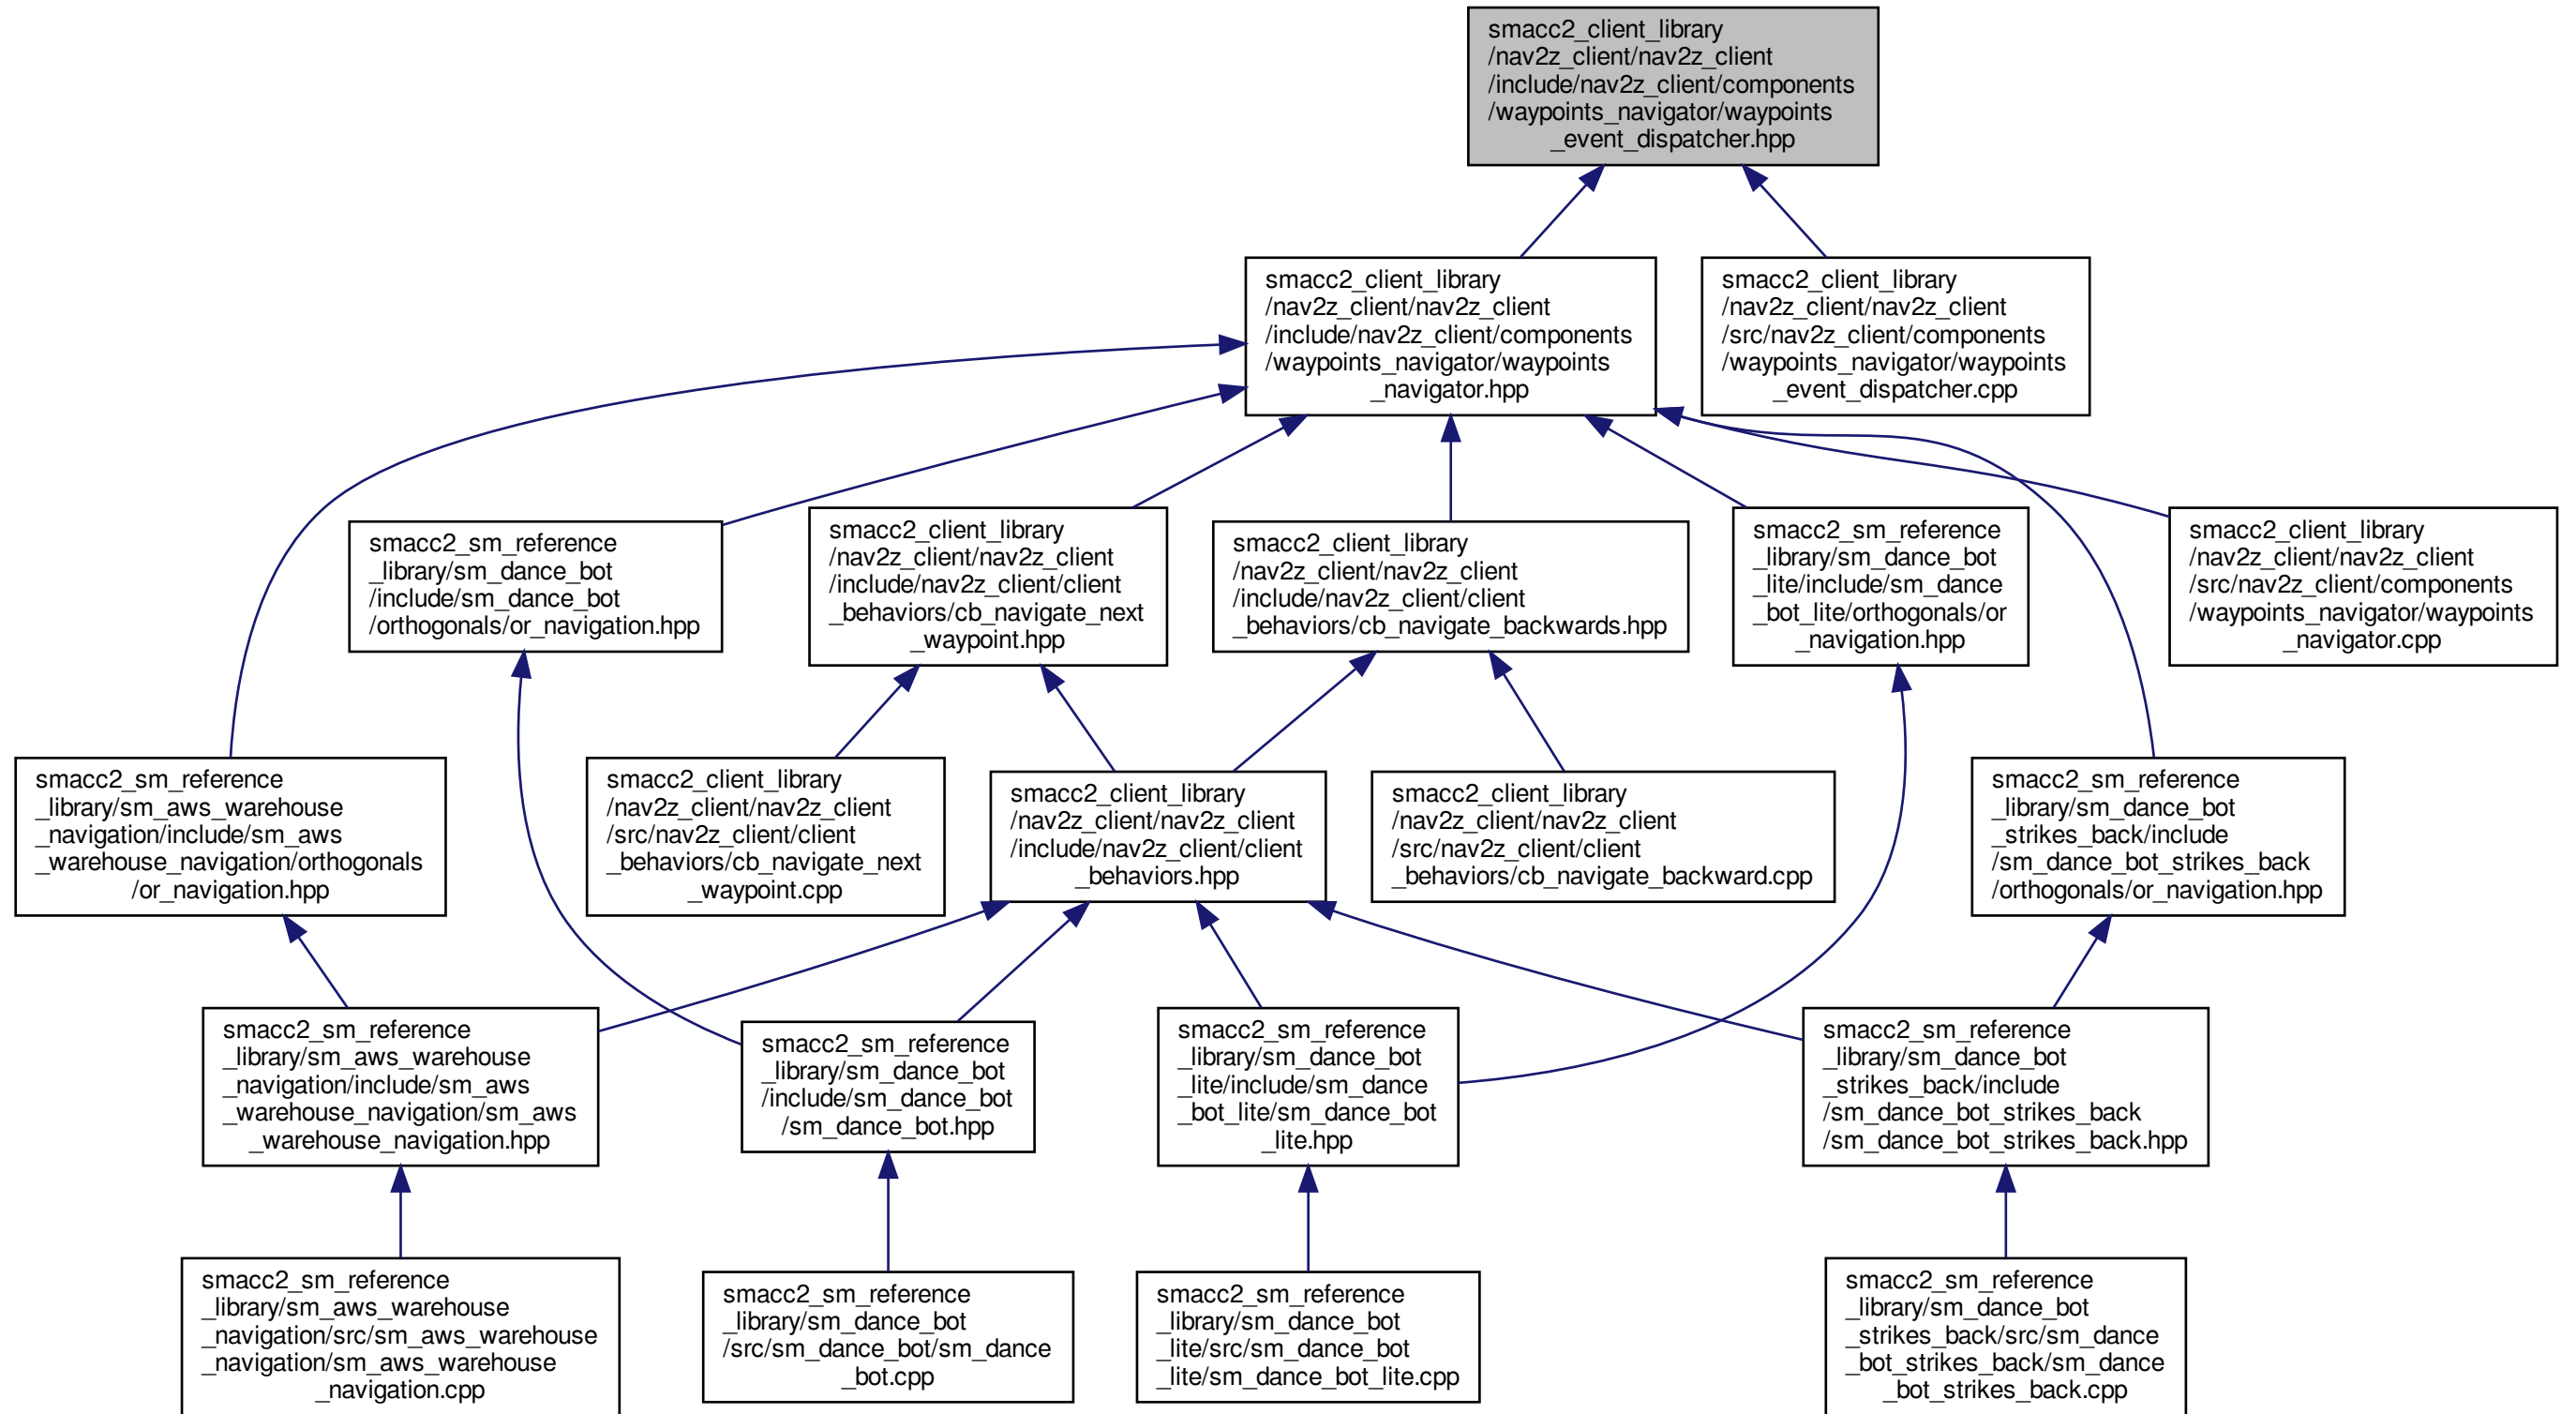 smacc2_client_library
/nav2z_client/nav2z_client
/include/nav2z_client/components
/waypoints_navigator/waypoints
_event_dispatcher.hpp
smacc2_client_library
/nav2z_client/nav2z_client
/include/nav2z_client/components
/waypoints_navigator/waypoints
_navigator.hpp
smacc2_client_library
/nav2z_client/nav2z_client
/src/nav2z_client/components
/waypoints_navigator/waypoints
_event_dispatcher.cpp
smacc2_sm_reference
_library/sm_dance_bot
/include/sm_dance_bot
/orthogonals/or_navigation.hpp
smacc2_client_library
/nav2z_client/nav2z_client
/include/nav2z_client/client
_behaviors/cb_navigate_next
_waypoint.hpp
smacc2_client_library
/nav2z_client/nav2z_client
/include/nav2z_client/client
_behaviors/cb_navigate_backwards.hpp
smacc2_sm_reference
_library/sm_dance_bot
_lite/include/sm_dance
_bot_lite/orthogonals/or
_navigation.hpp
smacc2_client_library
/nav2z_client/nav2z_client
/src/nav2z_client/components
/waypoints_navigator/waypoints
_navigator.cpp
smacc2_sm_reference
_library/sm_aws_warehouse
_navigation/include/sm_aws
_warehouse_navigation/orthogonals
/or_navigation.hpp
smacc2_client_library
/nav2z_client/nav2z_client
/src/nav2z_client/client
_behaviors/cb_navigate_next
_waypoint.cpp
smacc2_client_library
/nav2z_client/nav2z_client
/include/nav2z_client/client
_behaviors.hpp
smacc2_client_library
/nav2z_client/nav2z_client
/src/nav2z_client/client
_behaviors/cb_navigate_backward.cpp
smacc2_sm_reference
_library/sm_dance_bot
_strikes_back/include
/sm_dance_bot_strikes_back
/orthogonals/or_navigation.hpp
smacc2_sm_reference
_library/sm_aws_warehouse
_navigation/include/sm_aws
_warehouse_navigation/sm_aws
_warehouse_navigation.hpp
smacc2_sm_reference
_library/sm_dance_bot
/include/sm_dance_bot
/sm_dance_bot.hpp
smacc2_sm_reference
_library/sm_dance_bot
_lite/include/sm_dance
_bot_lite/sm_dance_bot
_lite.hpp
smacc2_sm_reference
_library/sm_dance_bot
_strikes_back/include
/sm_dance_bot_strikes_back
/sm_dance_bot_strikes_back.hpp
smacc2_sm_reference
_library/sm_aws_warehouse
_navigation/src/sm_aws_warehouse
_navigation/sm_aws_warehouse
_navigation.cpp
smacc2_sm_reference
_library/sm_dance_bot
/src/sm_dance_bot/sm_dance
_bot.cpp
smacc2_sm_reference
_library/sm_dance_bot
_lite/src/sm_dance_bot
_lite/sm_dance_bot_lite.cpp
smacc2_sm_reference
_library/sm_dance_bot
_strikes_back/src/sm_dance
_bot_strikes_back/sm_dance
_bot_strikes_back.cpp